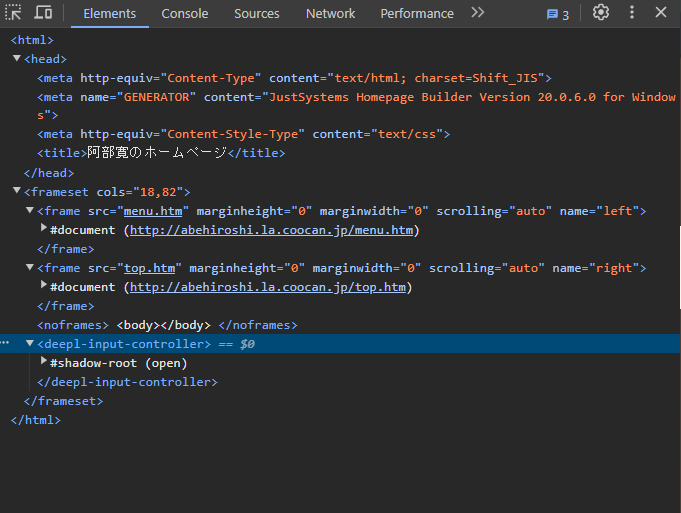 Elements Console Sources Network Performance 3
<html>
<head>
<meta http-equiv="Content-Type" content="text/html; charset=Shift_JIS">
<meta name="GENERATOR" content="JustSystems Homepage Builder Version 20.0.6.0 for Window
s">
<meta http-equiv="Content-Style-Type" content="text/css">
<title>阿部寛のホームページ</title>
</head>
<frameset cols="18,82">
<frame src="menu.htm" marginheight="0" marginwidth="0" scrolling="auto" name="left">
#document (http://abehiroshi.la.coocan.jp/menu.htm)
</frame>
<frame src="top.htm" marginheight="0" marginwidth="0" scrolling="auto" name="right">
#document (http://abehiroshi.la.coocan.jp/top.htm)
</frame>
<noframes> <body></body> </noframes>
<deepl-input-controller> == $0
#shadow-root (open)
</deepl-input-controller>
</frameset>
</html>